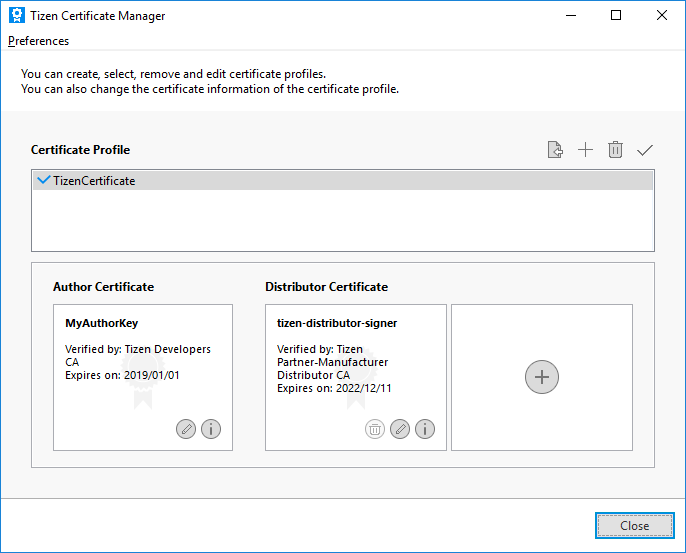 Tizen Certificate Manager
Preferences
You can create, select, remove and edit certificate profiles.
You can also change the certificate information of the certificate profile.
Certificate Profile
TizenCertificate
Author Certificate
MyAuthorKey
Verified by: Tizen Developers
CA
Expires on: 2019/01/01
Distributor Certificate
tizen-distributor-signer
Verified by: Tizen
Partner-Manufacturer
Distributor CA
Expires on: 2022/12/11
Close